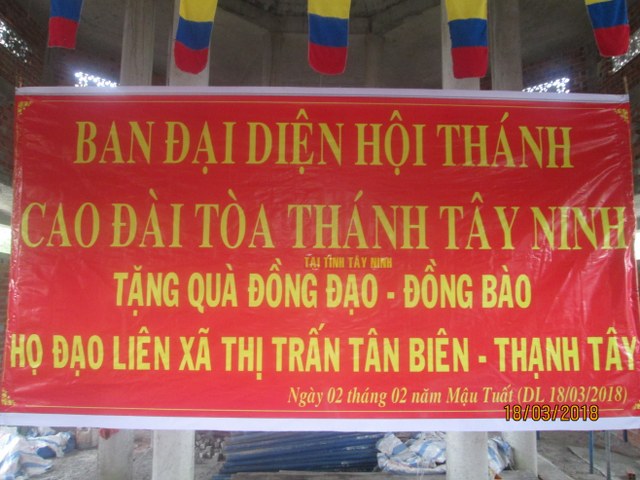 BAN ĐẠI DIỆN HỘI THÁNH
CAO ĐÀI TÒA THÁNH TÂY NINH
TẠI TỈNH TÂY NINH
TẶNG QUÀ ĐỒNG ĐẠO - ĐỒNG BÀO
HỌ ĐẠO LIÊN XÃ THỊ TRẤN TÂN BIÊN - THẠNH TÂY
Ngày 02 tháng 02 năm Mậu Tuất (DL 18/03/2018)
18/03/2018